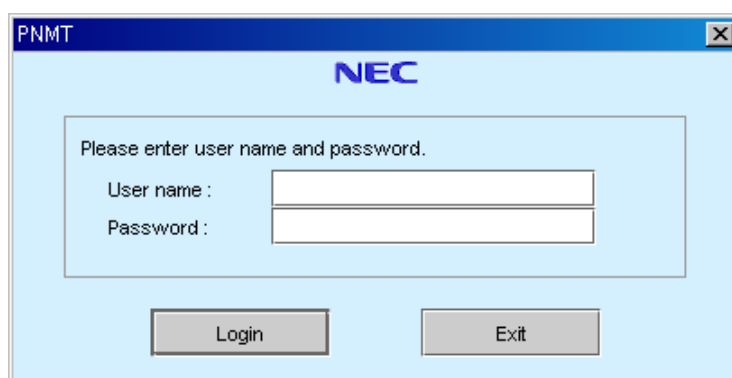 PNMT
NEC
Please enter user name and password.
User name :
Password :
Login Exit